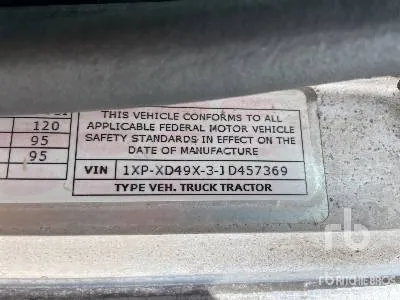 THIS VEHICLE CONFORMS TO ALL
APPLICABLE FEDERAL MOTOR VEHICLE
SAFETY STANDARDS IN EFFECT ON THE
DATE OF MANUFACTURE
120
95
95
VIN 1XP-XD49X-3-1D457369
TYPE VEH. TRUCK TRACTOR
rb
RITCHIE BROS